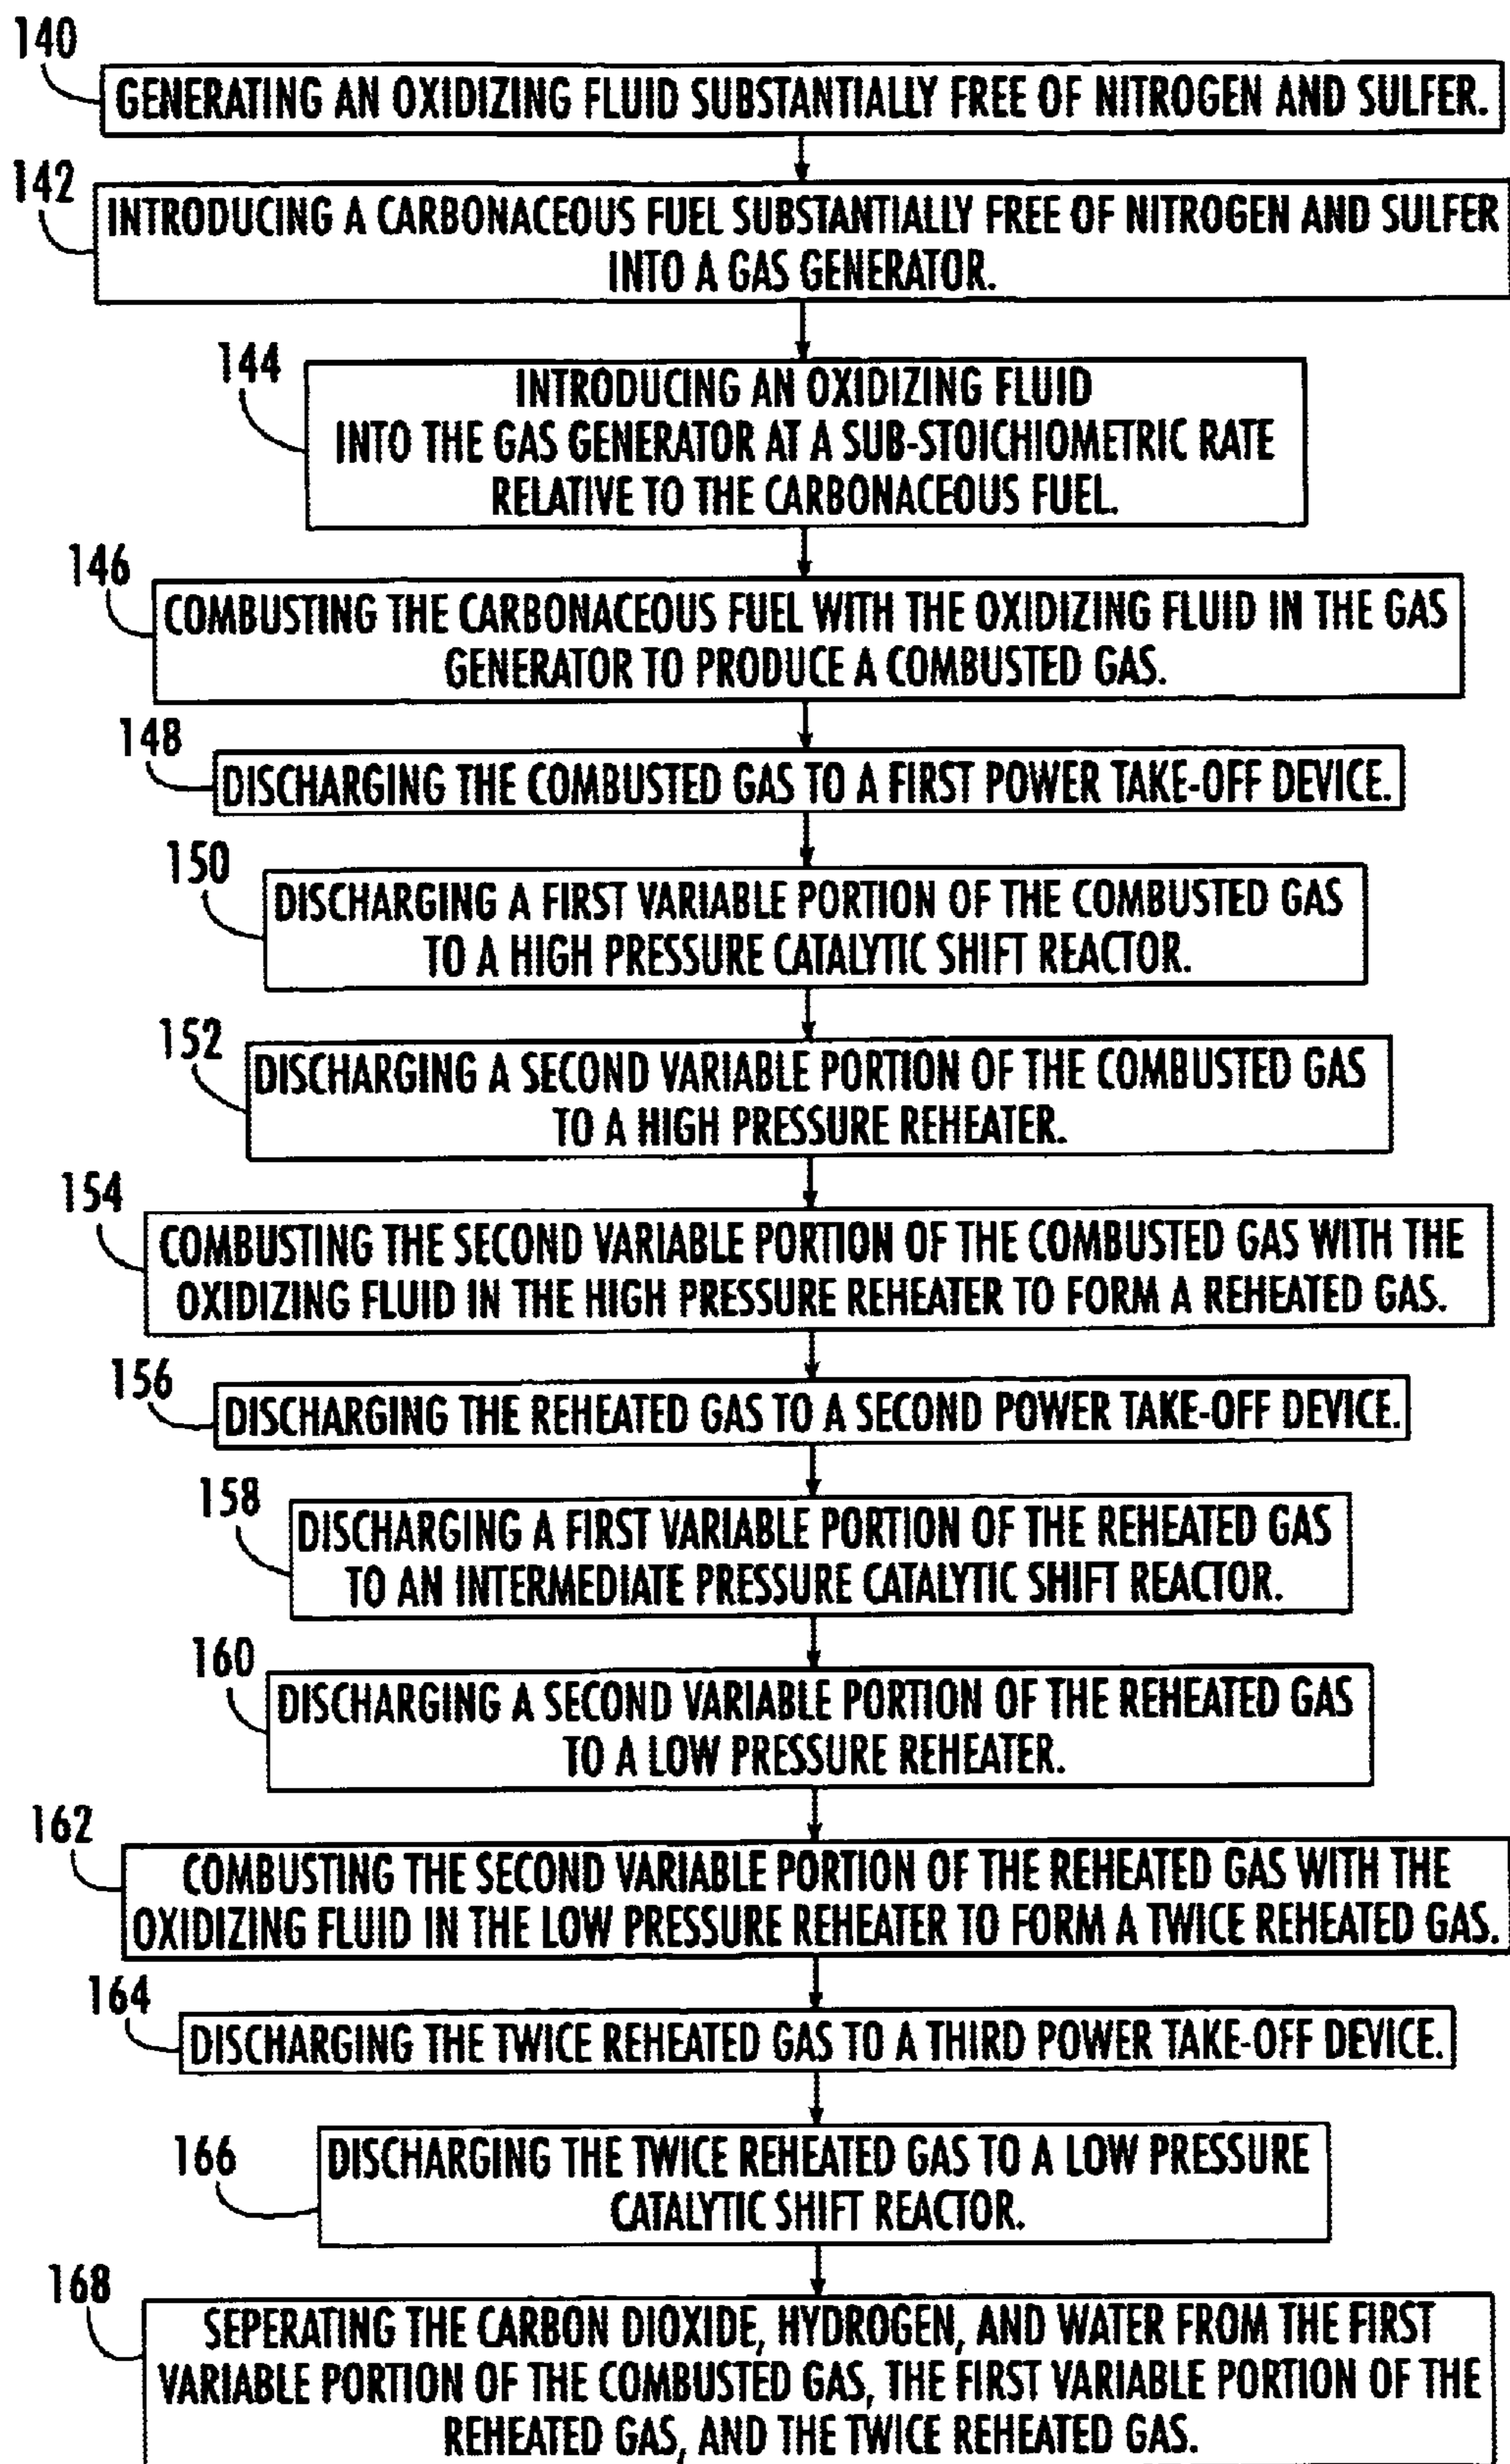 140
GENERATING AN OXIDIZING FLUID SUBSTANTIALLY FREE OF NITROGEN AND SULFER.
142
INTRODUCING A CARBONACEOUS FUEL SUBSTANTIALLY FREE OF NITROGEN AND SULFER
INTO A GAS GENERATOR.
144
INTRODUCING AN OXIDIZING FLUID
INTO THE GAS GENERATOR AT A SUB-STOICHIOMETRIC RATE
RELATIVE TO THE CARBONACEOUS FUEL.
146
COMBUSTING THE CARBONACEOUS FUEL WITH THE OXIDIZING FLUID IN THE GAS
GENERATOR TO PRODUCE A COMBUSTED GAS.
148
DISCHARGING THE COMBUSTED GAS TO A FIRST POWER TAKE-OFF DEVICE.
150
DISCHARGING A FIRST VARIABLE PORTION OF THE COMBUSTED GAS
TO A HIGH PRESSURE CATALYTIC SHIFT REACTOR.
152
DISCHARGING A SECOND VARIABLE PORTION OF THE COMBUSTED GAS
TO A HIGH PRESSURE REHEATER.
154
COMBUSTING THE SECOND VARIABLE PORTION OF THE COMBUSTED GAS WITH THE
OXIDIZING FLUID IN THE HIGH PRESSURE REHEATER TO FORM A REHEATED GAS.
156
DISCHARGING THE REHEATED GAS TO A SECOND POWER TAKE-OFF DEVICE.
158
DISCHARGING A FIRST VARIABLE PORTION OF THE REHEATED GAS
TO AN INTERMEDIATE PRESSURE CATALYTIC SHIFT REACTOR.
160
DISCHARGING A SECOND VARIABLE PORTION OF THE REHEATED GAS
TO A LOW PRESSURE REHEATER.
162
COMBUSTING THE SECOND VARIABLE PORTION OF THE REHEATED GAS WITH THE
OXIDIZING FLUID IN THE LOW PRESSURE REHEATER TO FORM A TWICE REHEATED GAS.
164
DISCHARGING THE TWICE REHEATED GAS TO A THIRD POWER TAKE-OFF DEVICE.
166
DISCHARGING THE TWICE REHEATED GAS TO A LOW PRESSURE
CATALYTIC SHIFT REACTOR.
168
SEPERATING THE CARBON DIOXIDE, HYDROGEN, AND WATER FROM THE FIRST
VARIABLE PORTION OF THE COMBUSTED GAS, THE FIRST VARIABLE PORTION OF THE
REHEATED GAS, AND THE TWICE REHEATED GAS.